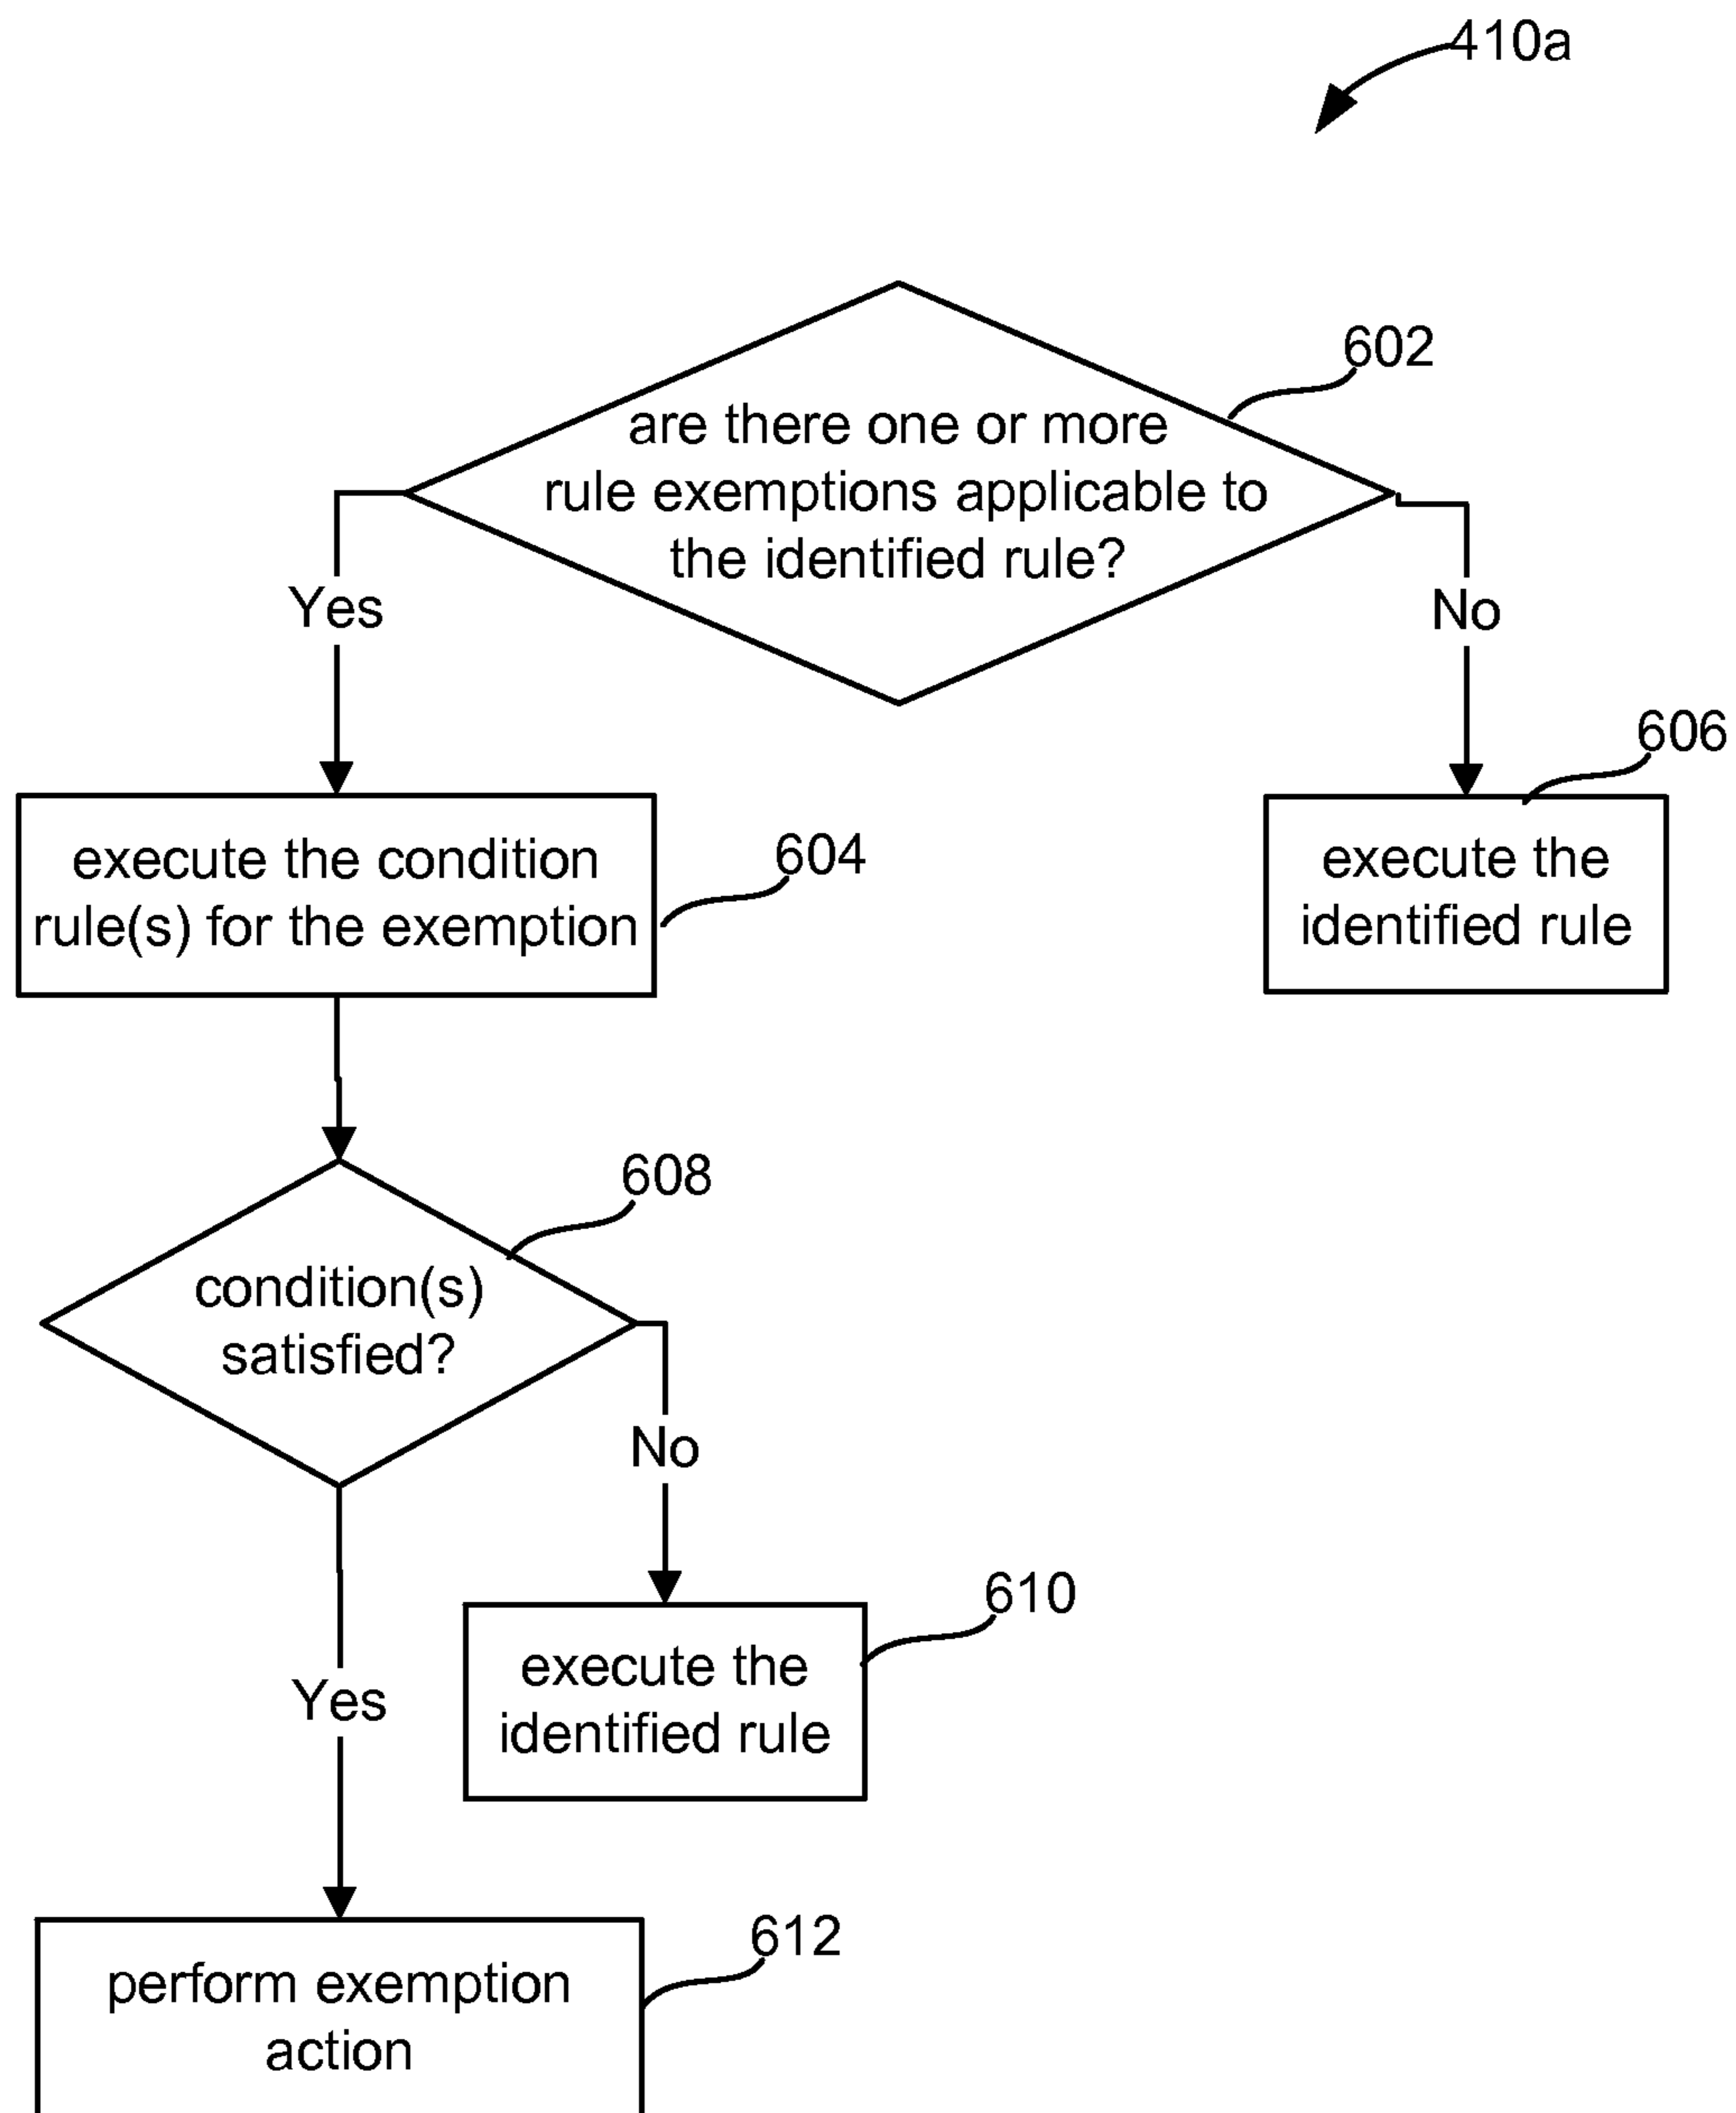 410a
602
are there one or more
rule exemptions applicable to
the identified rule?
Yes
No
606
execute the condition
rule(s) for the exemption
604
execute the
identified rule
608
condition(s)
satisfied?
No
610
execute the
identified rule
Yes
612
perform exemption
action